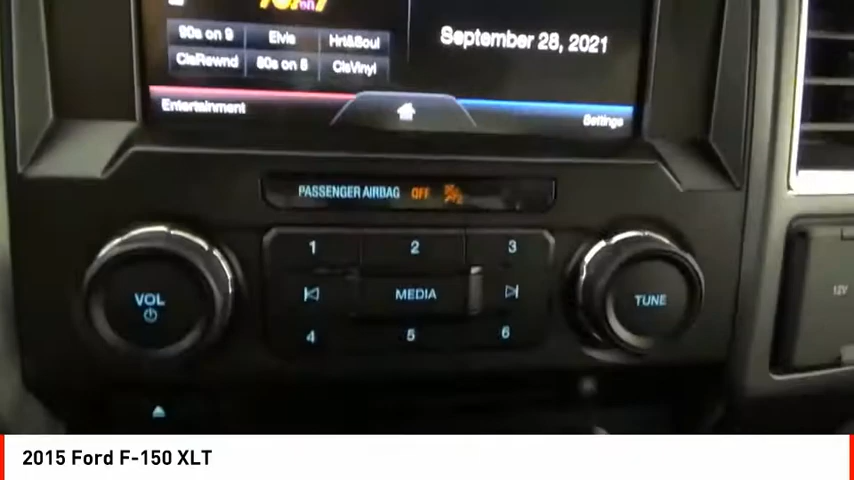 90s on 9 Elvis Hrt&Soul
ClsRewnd 80s on 8 ClsVinyl
September 28, 2021
Entertainment
Settings
PASSENGER AIRBAG OFF
1 2 3
VOL MEDIA TUNE
12V
4 5 6
2015 Ford F-150 XLT